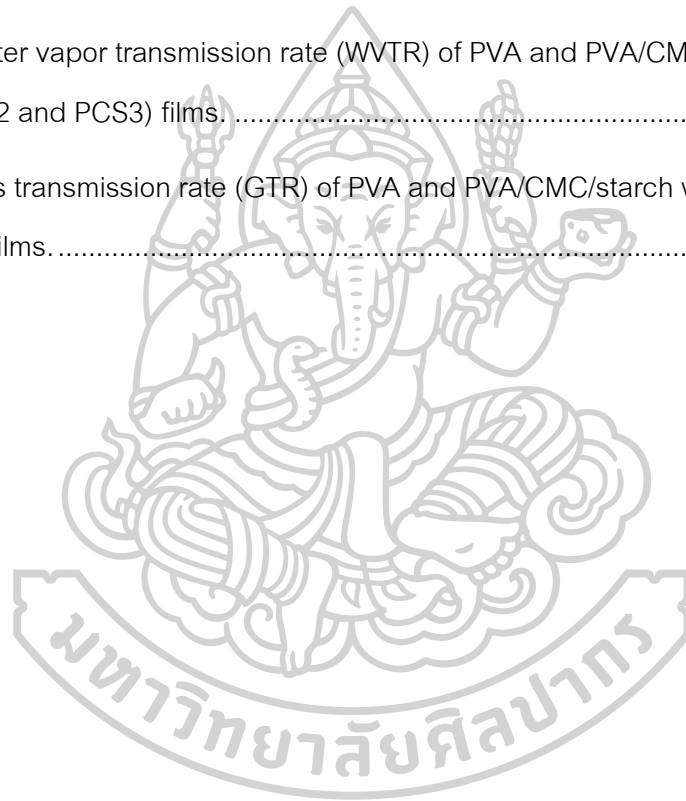 ter vapor transmission rate (WVTR) of PVA and PVA/CM
2 and PCS3) films. ............................................................
s transmission rate (GTR) of PVA and PVA/CMC/starch
ilms. ..................................................................................
มหาวิทยาลัยศิลปากร